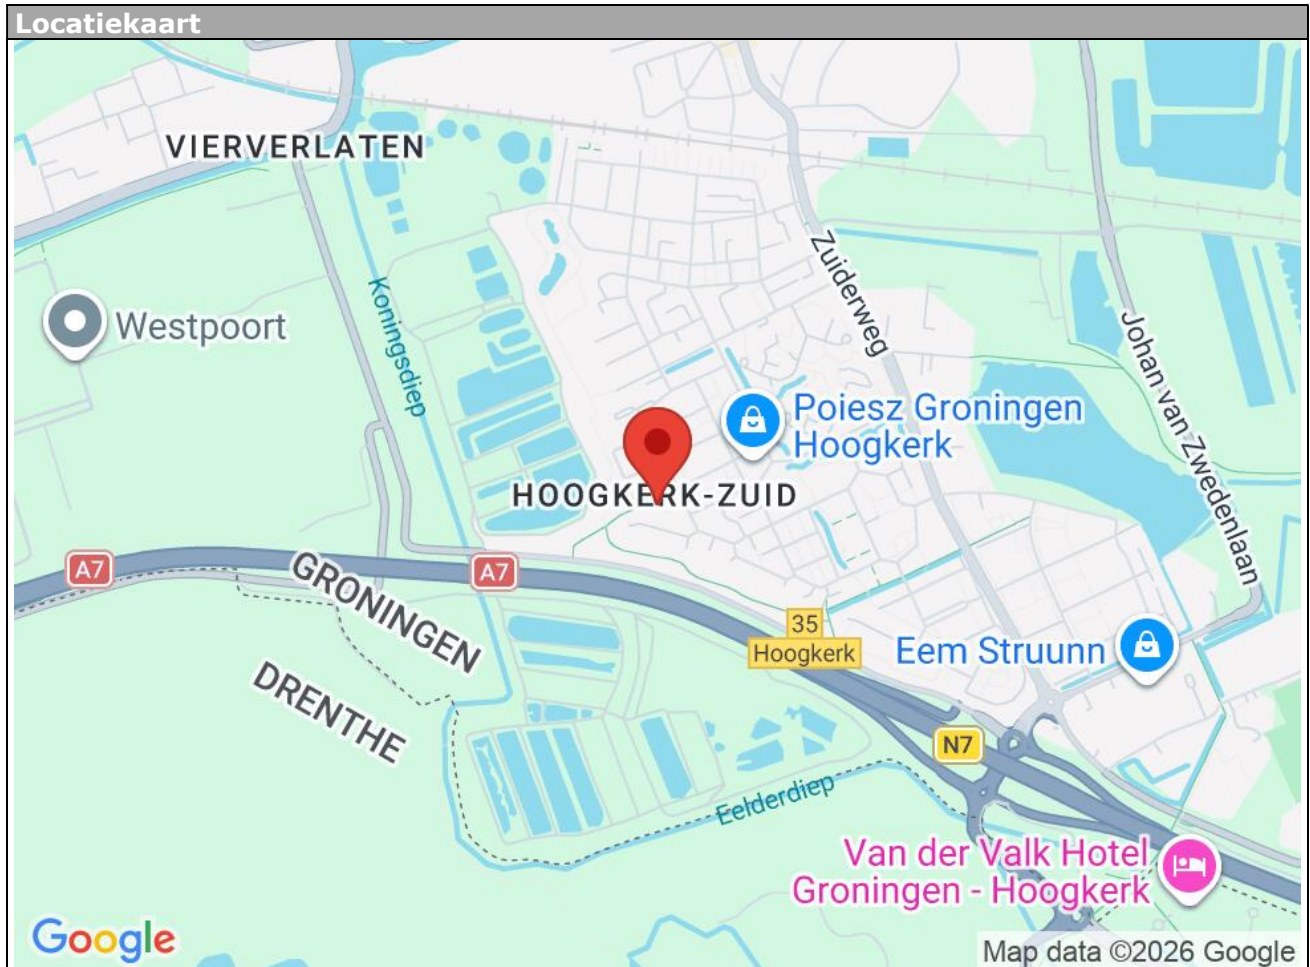 Locatiekaart
VIERVERLATEN
Zuiderweg
Koningsdiep
Westpoort
Johan van Zwedenlaan
Poiesz Groningen
Hoogkerk
HOOGKERK-ZUID
A7
A7
GRONINGEN
DRENTHE
35
Hoogkerk
Eem Struunn
N7
Eelderdiep
Van der Valk Hotel
Groningen - Hoogkerk
Google
Map data ©2026 Google